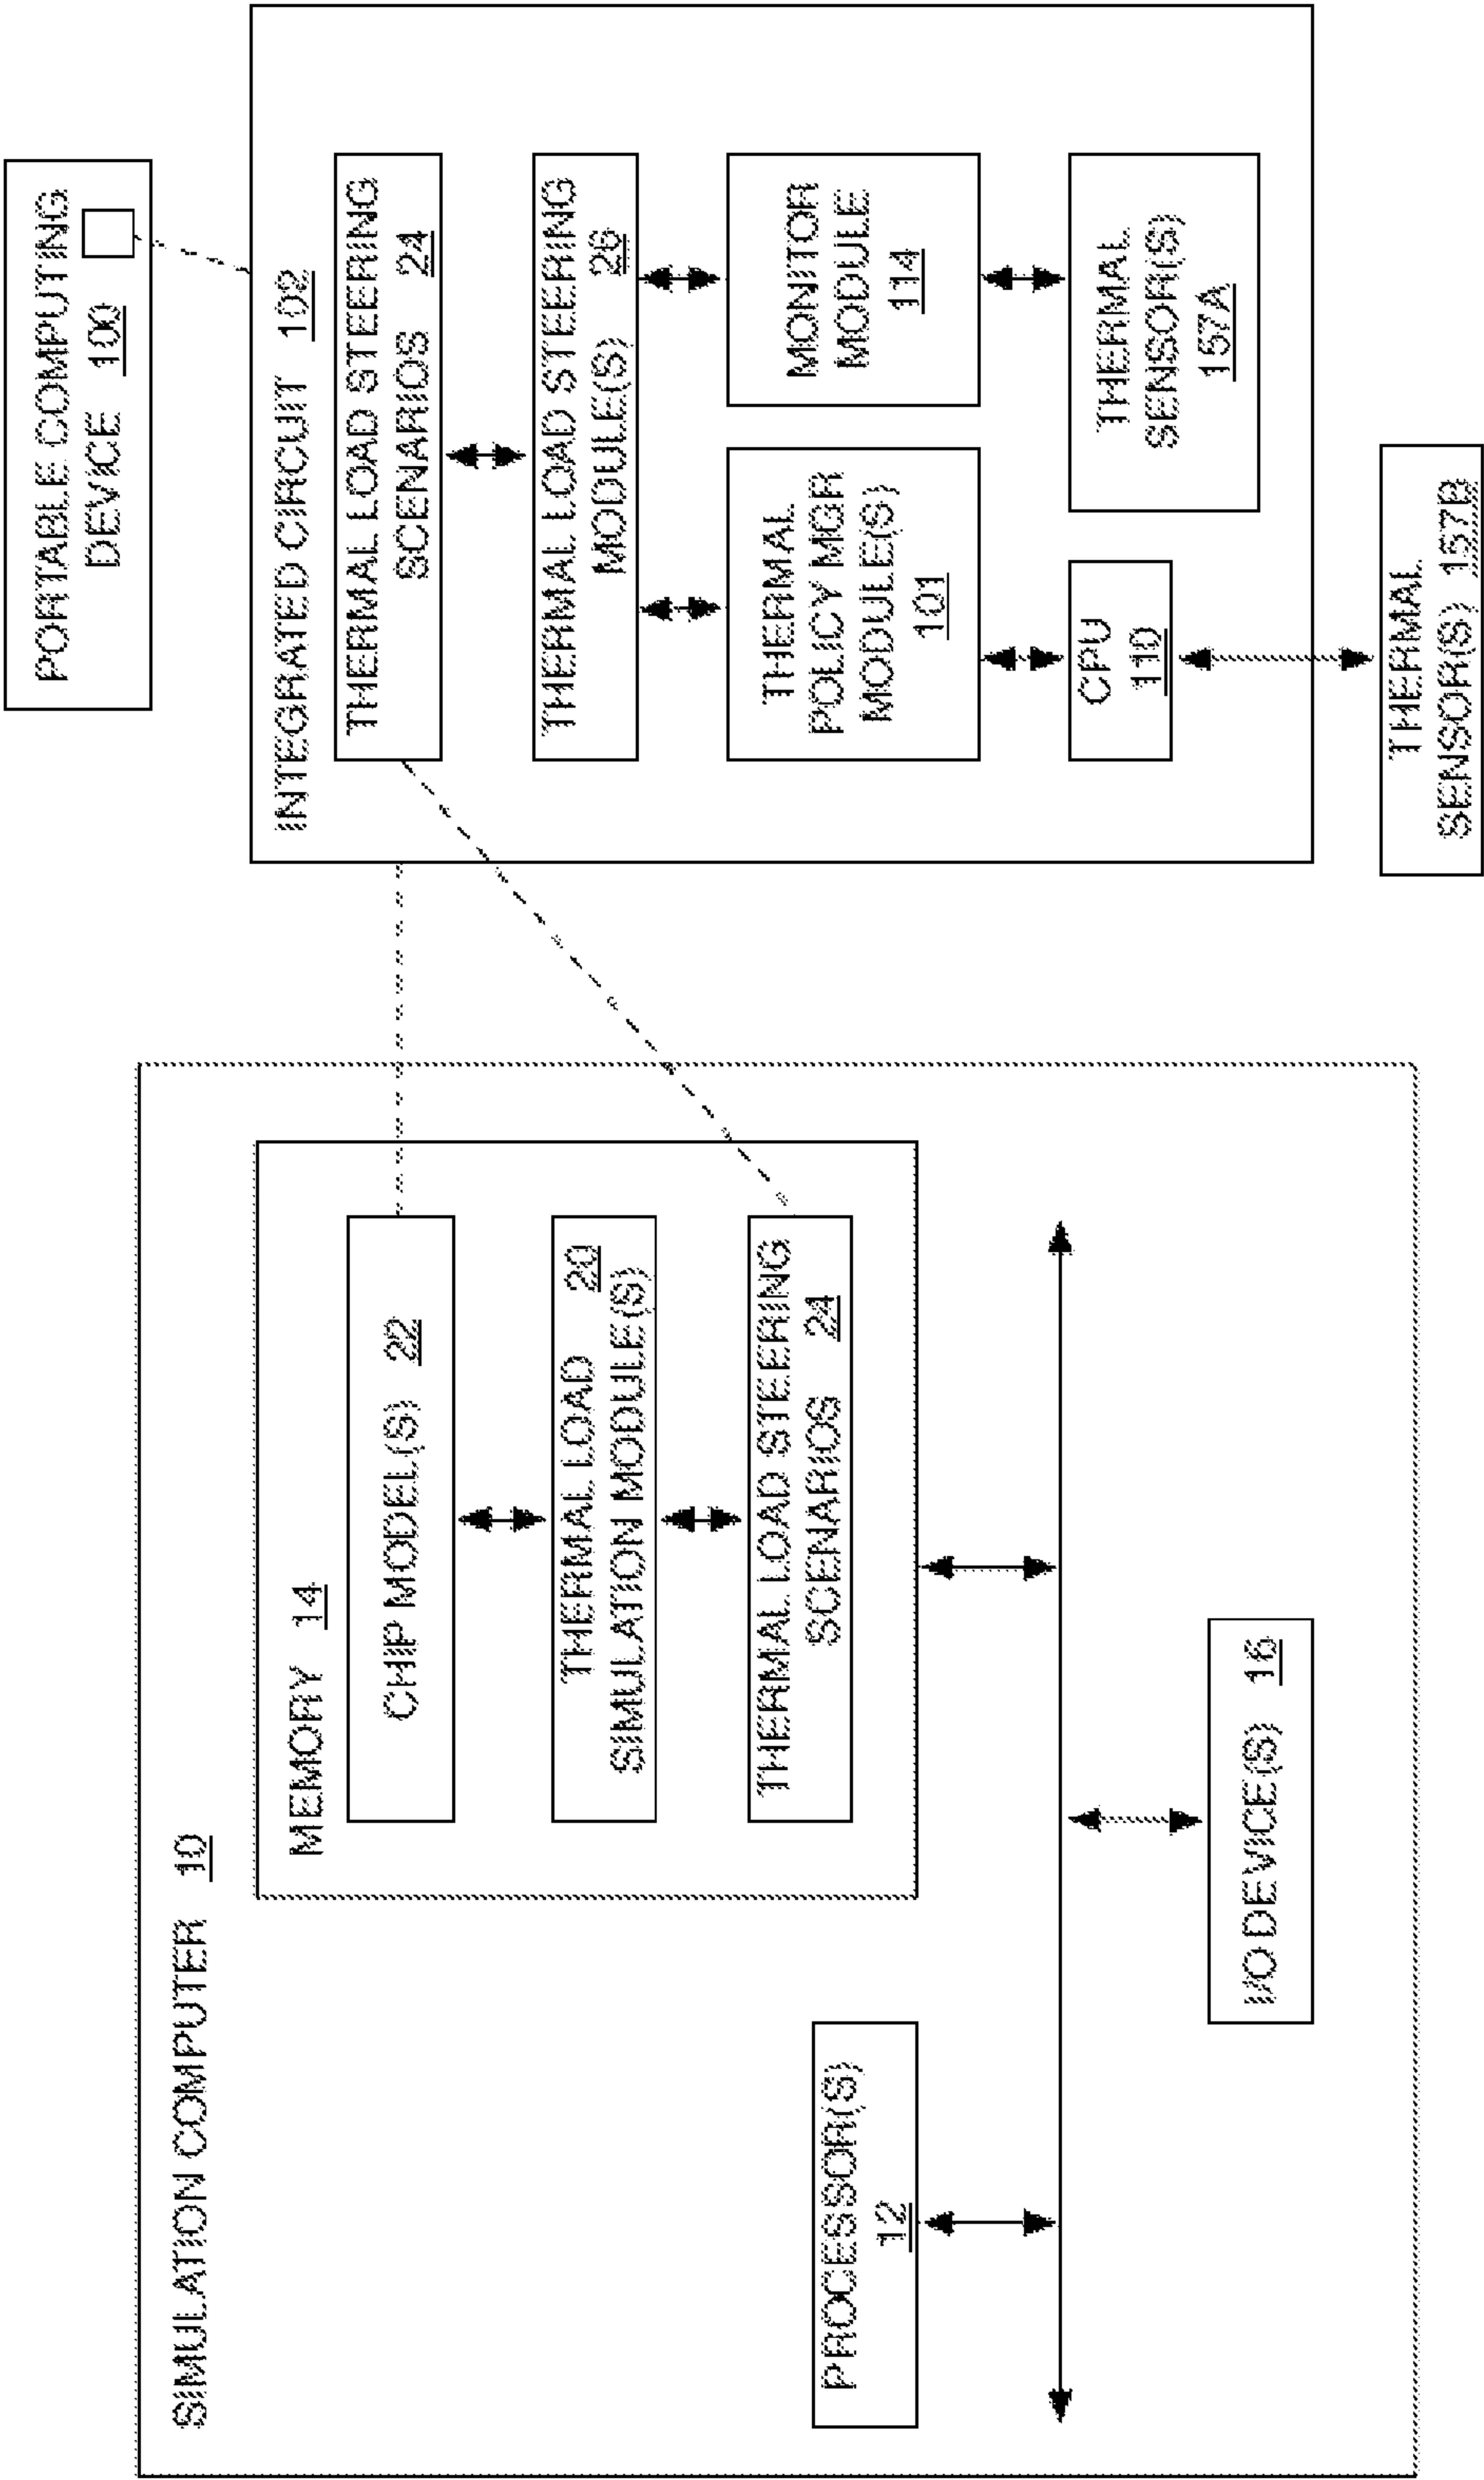 SIMULATION COMPUTER 10
MEMORY 14
CHIP MODEL(S) 22
THERMAL LOAD 20
SIMULATION MODULE(S)
THERMAL LOAD STEERING
SCENARIOS 24
PROCESSOR(S)
12
I/O DEVICE(S) 16
PORTABLE COMPUTING
DEVICE 100
INTEGRATED CIRCUIT 102
THERMAL LOAD STEERING
SCENARIOS 24
THERMAL LOAD STEERING
MODULE(S) 26
THERMAL
POLICY MGR
MODULE(S)
101
MONITOR
MODULE
114
CPU
110
THERMAL
SENSOR(S)
157A
THERMAL
SENSOR(S) 157B